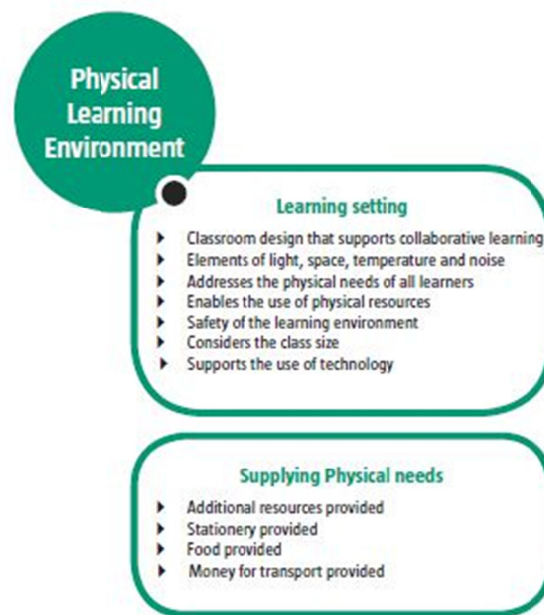 Physical
Learning
Environment
Learning setting
Classroom design that supports collaborative learning
Elements of light, space, temperature and noise
Addresses the physical needs of all learners
Enables the use of physical resources
Safety of the learning environment
Considers the class size
Supports the use of technology
Supplying Physical needs
Additional resources provided
Stationery provided
Food provided
Money for transport provided